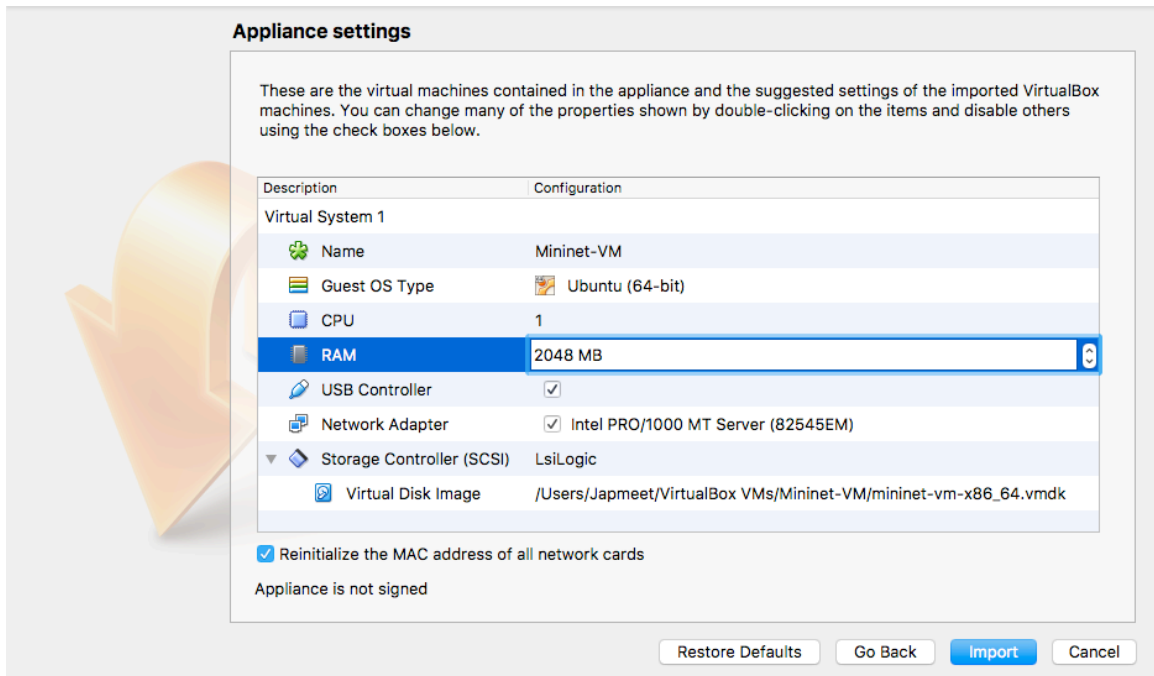 Appliance settings
These are the virtual machines contained in the appliance and the suggested settings of the imported VirtualBox
machines. You can change many of the properties shown by double-clicking on the items and disable others
using the check boxes below.
Description Configuration
Virtual System 1
Name Mininet-VM
Guest OS Type Ubuntu (64-bit)
CPU 1
RAM 2048 MB
USB Controller
Network Adapter Intel PRO/1000 MT Server (82545EM)
Storage Controller (SCSI) LsiLogic
Virtual Disk Image /Users/Japmeet/VirtualBox VMs/Mininet-VM/mininet-vm-x86_64.vmdk
Reinitialize the MAC address of all network cards
Appliance is not signed
Restore Defaults Go Back Import Cancel